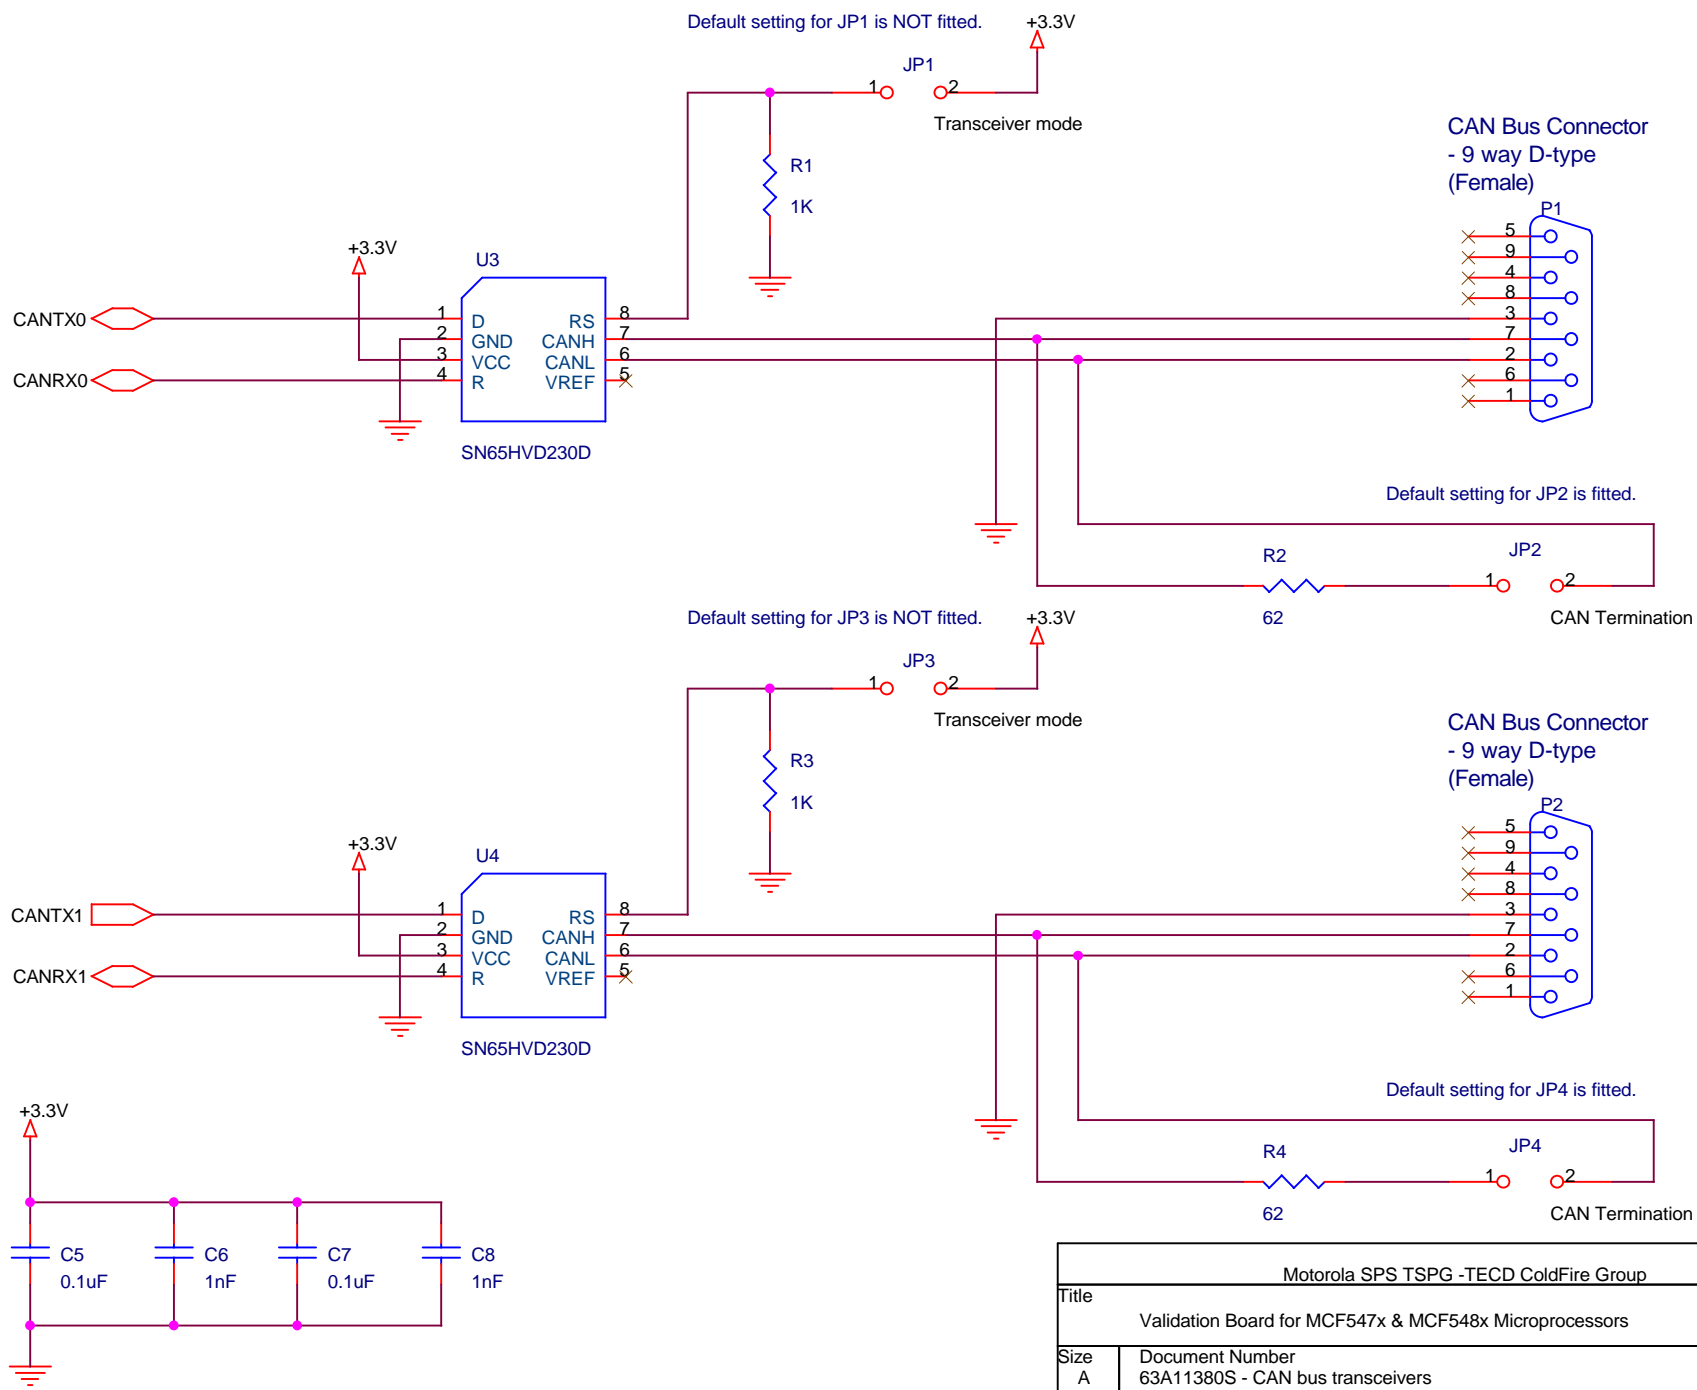 Default setting for JP1 is NOT fitted.
+3.3V
JP1
1
2
Transceiver mode
CAN Bus Connector
- 9 way D-type
(Female)
R1
1K
P1
5
9
4
8
3
7
2
6
1
+3.3V
U3
CANTX0
CANRX0
1
2
3
4
D
GND
VCC
R
RS
CANH
CANL
VREF
8
7
6
5
SN65HVD230D
Default setting for JP2 is fitted.
R2
62
JP2
1
2
CAN Termination
Default setting for JP3 is NOT fitted.
+3.3V
JP3
1
2
Transceiver mode
CAN Bus Connector
- 9 way D-type
(Female)
R3
1K
P2
5
9
4
8
3
7
2
6
1
+3.3V
U4
CANTX1
CANRX1
1
2
3
4
D
GND
VCC
R
RS
CANH
CANL
VREF
8
7
6
5
SN65HVD230D
Default setting for JP4 is fitted.
R4
62
JP4
1
2
CAN Termination
+3.3V
C5
0.1uF
C6
1nF
C7
0.1uF
C8
1nF
Motorola SPS TSPG -TECD ColdFire Group
Title
Validation Board for MCF547x & MCF548x Microprocessors
Size
A
Document Number
63A11380S - CAN bus transceivers